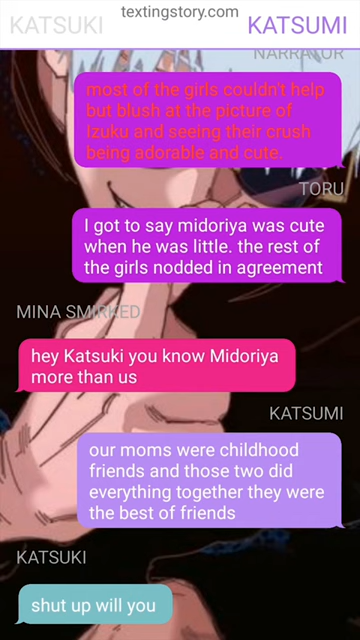 textingstory.com
KATSUKI KATSUMI
NARRATOR
most of the girls couldn't help
but blush at the picture of
Izuku and seeing their crush
being adorable and cute.
TORU
I got to say midoriya was cute
when he was little. the rest of
the girls nodded in agreement
MINA SMIRKED
hey Katsuki you know Midoriya
more than us
KATSUMI
our moms were childhood
friends and those two did
everything together they were
the best of friends
KATSUKI
shut up will you